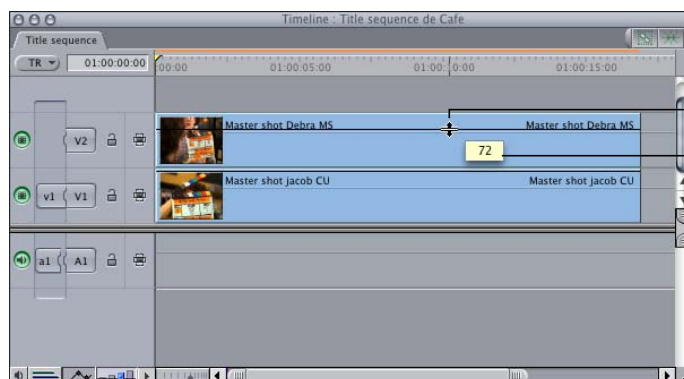 Timeline : Title sequence de Cafe
Title sequence
TR 01:00:00:00 :00:00 01:00:05:00 01:00:10:00 01:00:15:00
V2 Master shot Debra MS Master shot Debra MS
72
v1 V1 Master shot jacob CU Master shot jacob CU
a1 A1